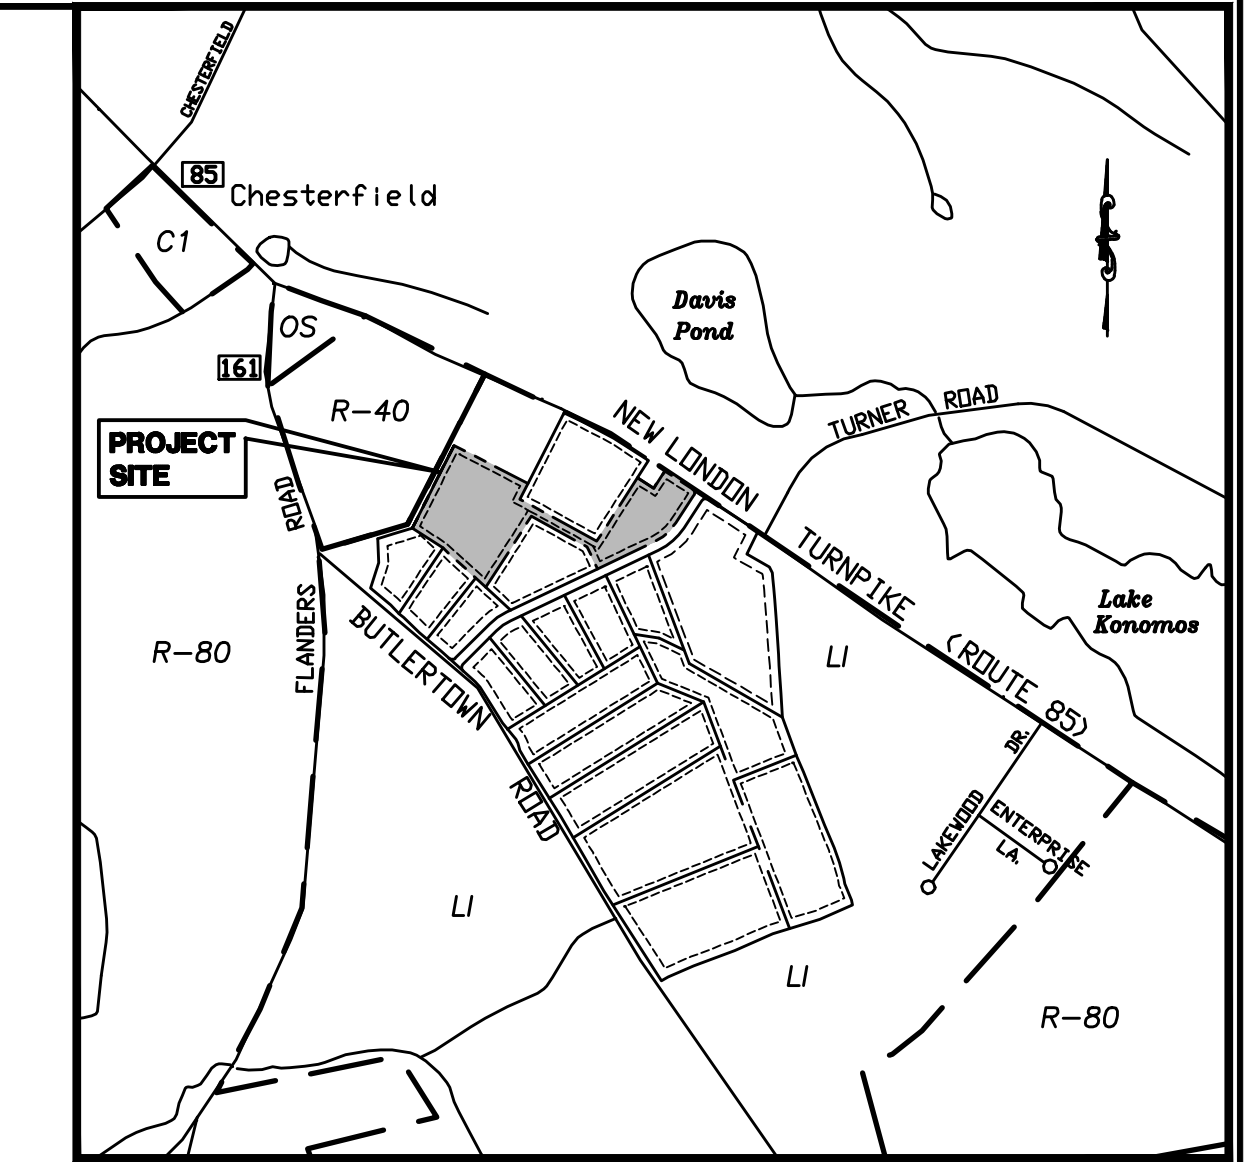 CHESTERFIELD
85
Chesterfield
C1
OS
161
R-40
PROJECT
SITE
Davis
Pond
TURNER ROAD
NEW LONDON TURNPIKE (ROUTE 85)
Lake
Konomos
FLANDERS ROAD
BUTLERTOWN ROAD
R-80
LI
LAKEWOOD DR.
ENTERPRISE
LA.
LI
LI
R-80